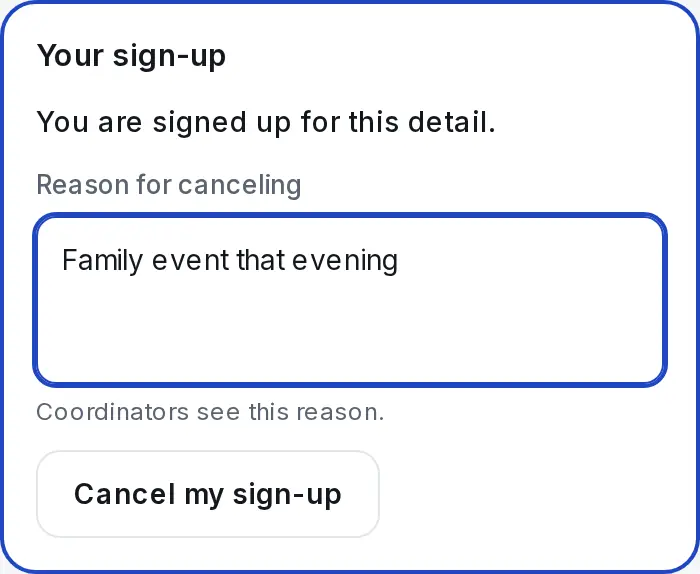 Your sign-up
You are signed up for this detail.
Reason for canceling
Family event that evening
Coordinators see this reason.
Cancel my sign-up